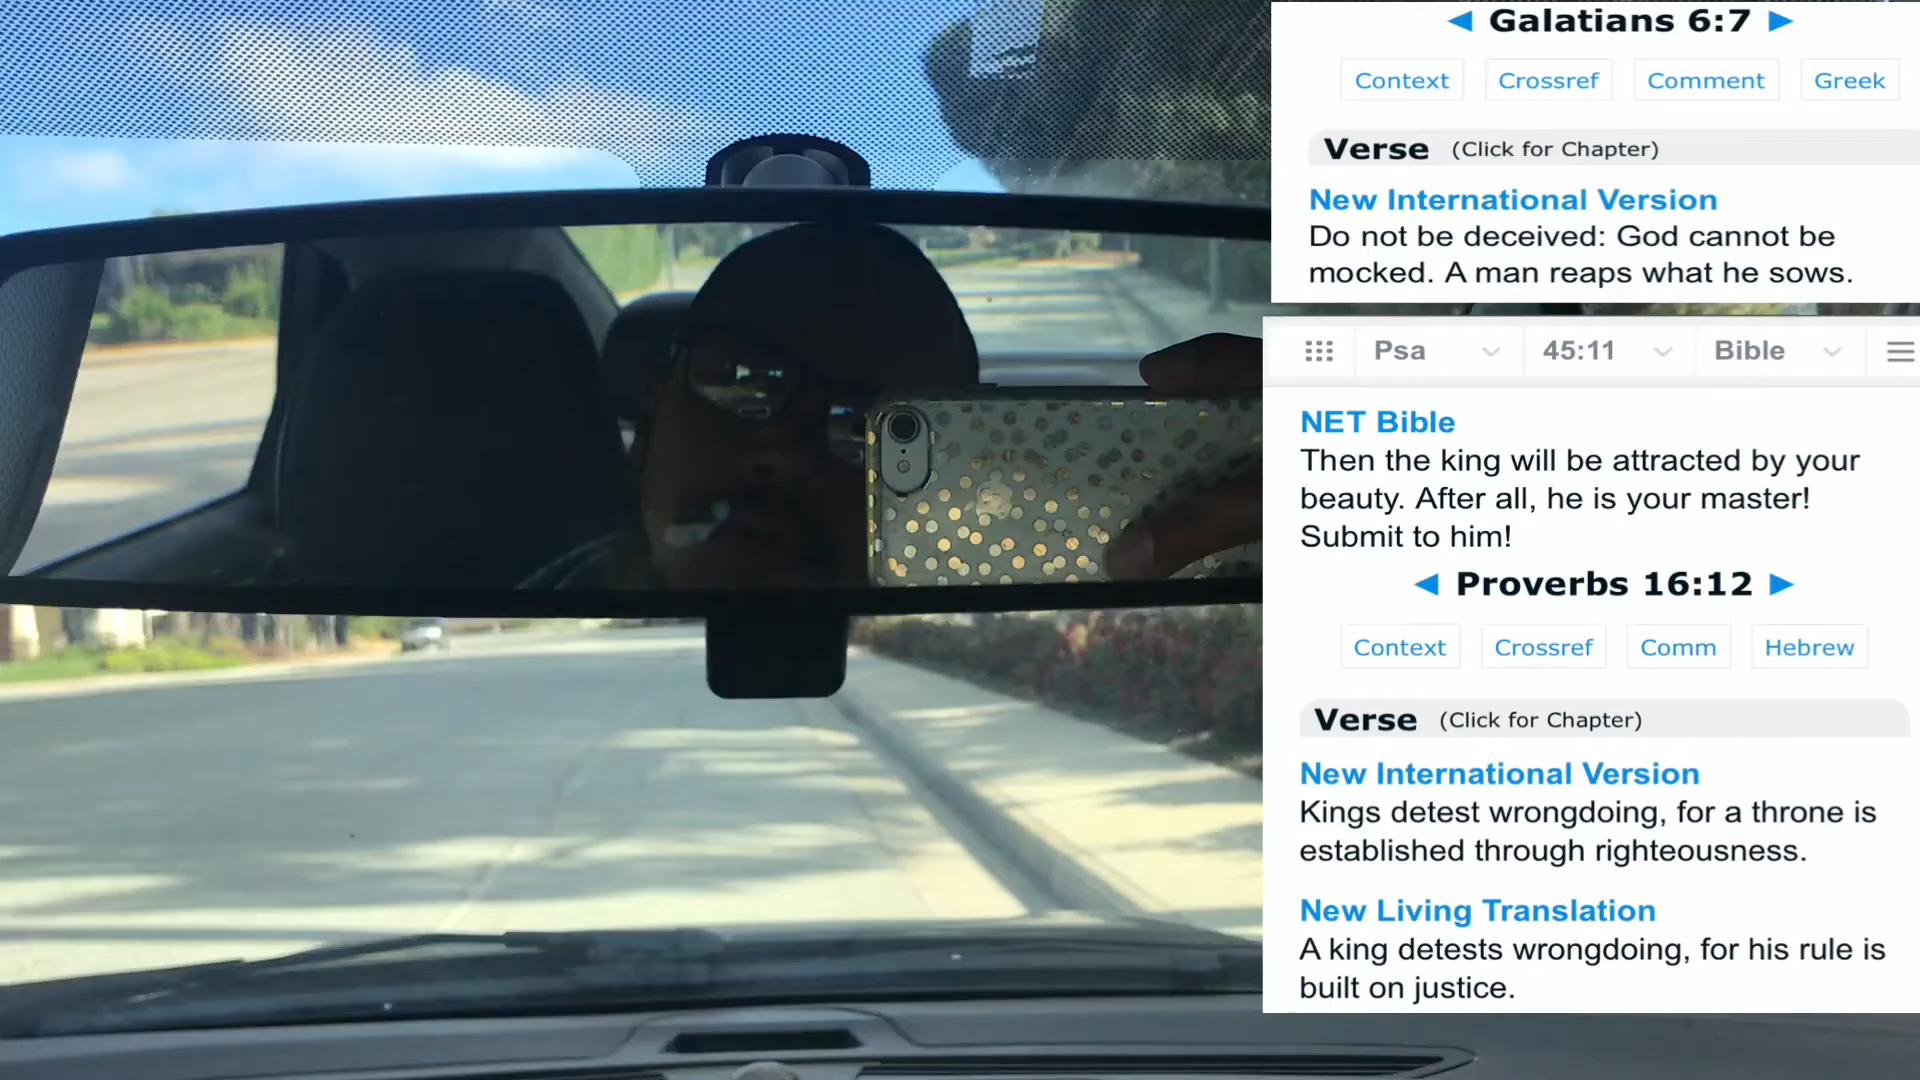 Galatians 6:7
Context Crossref Comment Greek
Verse (Click for Chapter)
New International Version
Do not be deceived: God cannot be
mocked. A man reaps what he sows.
Psa 45:11 Bible
NET Bible
Then the king will be attracted by your
beauty. After all, he is your master!
Submit to him!
Proverbs 16:12
Context Crossref Comm Hebrew
Verse (Click for Chapter)
New International Version
Kings detest wrongdoing, for a throne is
established through righteousness.
New Living Translation
A king detests wrongdoing, for his rule is
built on justice.